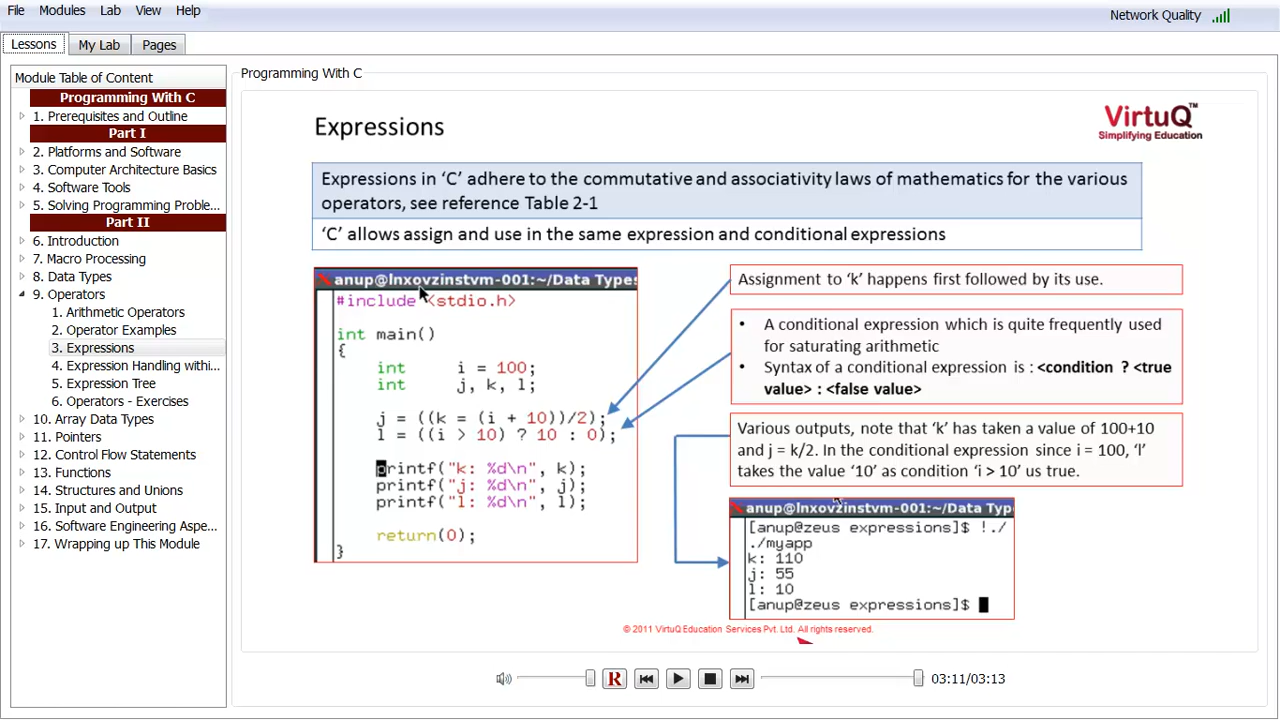 File Modules Lab View Help
Network Quality
Lessons My Lab Pages
Module Table of Content
Programming With C
1. Prerequisites and Outline
Part I
2. Platforms and Software
3. Computer Architecture Basics
4. Software Tools
5. Solving Programming Proble...
Part II
6. Introduction
7. Macro Processing
8. Data Types
9. Operators
1. Arithmetic Operators
2. Operator Examples
3. Expressions
4. Expression Handling withi...
5. Expression Tree
6. Operators - Exercises
10. Array Data Types
11. Pointers
12. Control Flow Statements
13. Functions
14. Structures and Unions
15. Input and Output
16. Software Engineering Aspe...
17. Wrapping up This Module
Programming With C
Expressions
VirtuQ™
Simplifying Education
Expressions in ‘C’ adhere to the commutative and associativity laws of mathematics for the various
operators, see reference Table 2-1
‘C’ allows assign and use in the same expression and conditional expressions
anup@lnxovzinstvm-001:~/Data Types
#include <stdio.h>
int main()
{
int i = 100;
int j, k, l;
j = ((k = (i + 10))/2);
l = ((i > 10) ? 10 : 0);
printf("k: %d\n", k);
printf("j: %d\n", j);
printf("l: %d\n", l);
return(0);
}
Assignment to ‘k’ happens first followed by its use.
• A conditional expression which is quite frequently used
for saturating arithmetic
• Syntax of a conditional expression is : <condition ? <true
value> : <false value>
Various outputs, note that ‘k’ has taken a value of 100+10
and j = k/2. In the conditional expression since i = 100, ‘l’
takes the value ‘10’ as condition ‘i > 10’ us true.
anup@lnxovzinstvm-001:~/Data Typ
[anup@zeus expressions]$ !./
./myapp
k: 110
j: 55
l: 10
[anup@zeus expressions]$
© 2011 VirtuQ Education Services Pvt. Ltd. All rights reserved.
R
03:11/03:13